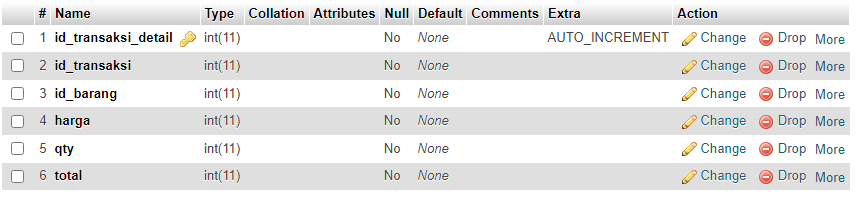 # Name Type Collation Attributes Null Default Comments Extra Action
1 id_transaksi_detail int(11) No None AUTO_INCREMENT Change Drop More
2 id_transaksi int(11) No None Change Drop More
3 id_barang int(11) No None Change Drop More
4 harga int(11) No None Change Drop More
5 qty int(11) No None Change Drop More
6 total int(11) No None Change Drop More